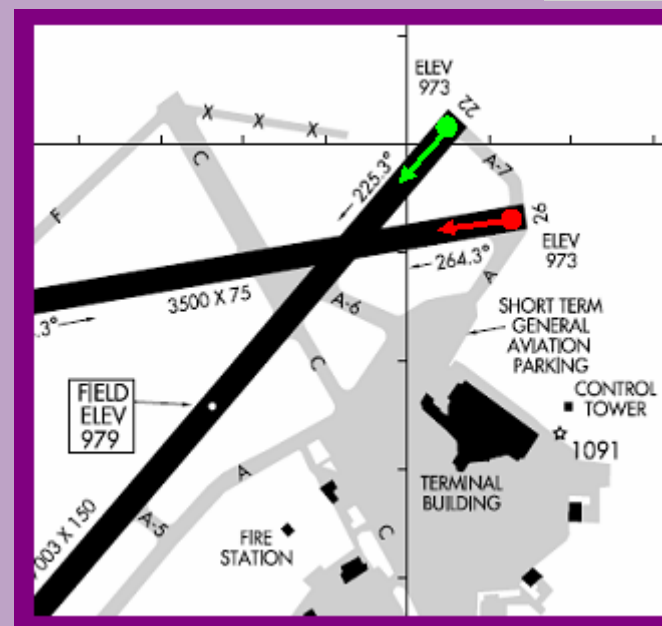 ELEV
973
22
X X X
C
A-7
225.3°
F
26
ELEV
973
264.3°
3500 X 75
A-6
A
.3°
SHORT TERM
GENERAL
AVIATION
PARKING
C
FIELD
ELEV
979
CONTROL
TOWER
1091
TERMINAL
BUILDING
A
A-5
7003 X 150
FIRE
STATION
C